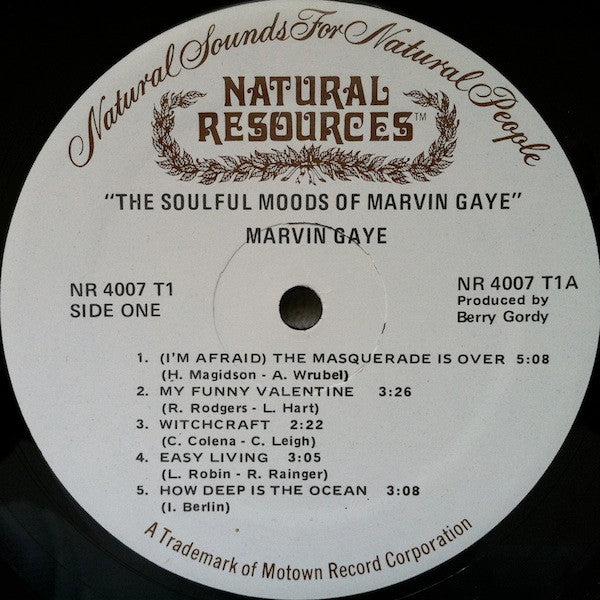 Natural Sounds For Natural People
NATURAL
RESOURCES™
"THE SOULFUL MOODS OF MARVIN GAYE"
MARVIN GAYE
NR 4007 T1
SIDE ONE
NR 4007 T1A
Produced by
Berry Gordy
1. (I'M AFRAID) THE MASQUERADE IS OVER 5:08
(H. Magidson - A. Wrubel)
2. MY FUNNY VALENTINE 3:26
(R. Rodgers - L. Hart)
3. WITCHCRAFT 2:22
(C. Colena - C. Leigh)
4. EASY LIVING 3:05
(L. Robin - R. Rainger)
5. HOW DEEP IS THE OCEAN 3:08
(I. Berlin)
A Trademark of Motown Record Corporation